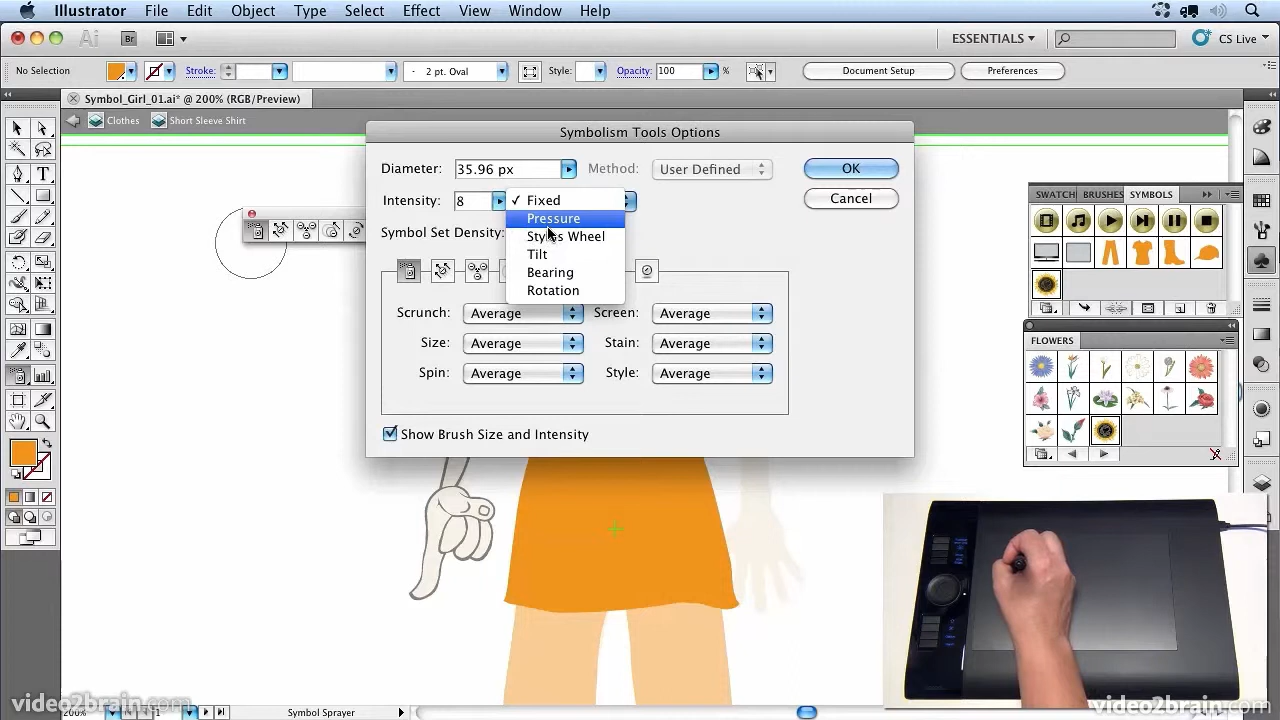 Illustrator File Edit Object Type Select Effect View Window Help
Ai Br ESSENTIALS CS Live
No Selection Stroke: 2 pt. Oval Style: Opacity: 100 % Document Setup Preferences
Symbol_Girl_01.ai* @ 200% (RGB/Preview)
Clothes Short Sleeve Shirt
Symbolism Tools Options
Diameter: 35.96 px Method: User Defined OK
Intensity: 8 Fixed Cancel
Pressure
Symbol Set Density: Stylus Wheel
Tilt
Bearing
Rotation
Scrunch: Average Screen: Average
Size: Average Stain: Average
Spin: Average Style: Average
Show Brush Size and Intensity
SWATCH BRUSHES SYMBOLS
FLOWERS
T
video2brain.com
video2brain.com
200% 1 Symbol Sprayer